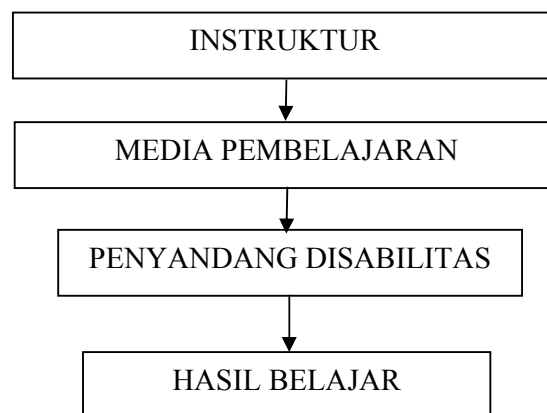 INSTRUKTUR
MEDIA PEMBELAJARAN
PENYANDANG DISABILITAS
HASIL BELAJAR